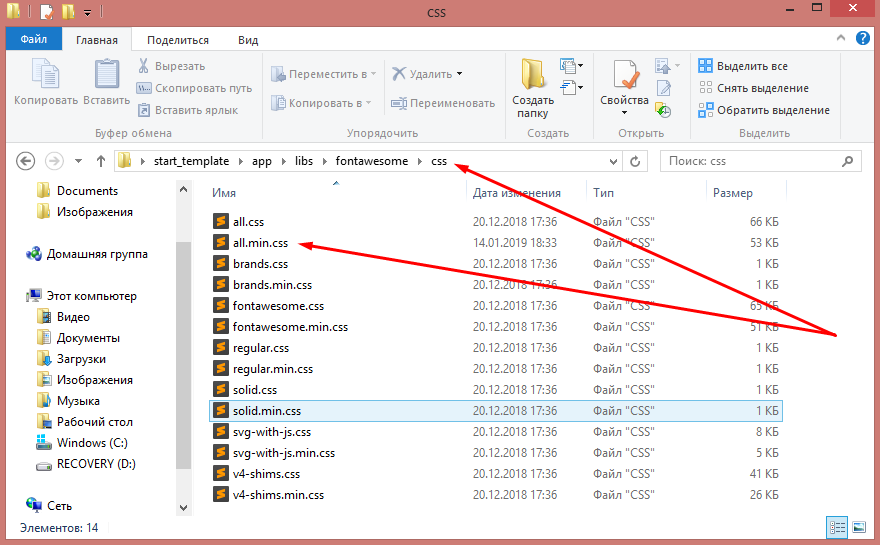 CSS
Файл Главная Поделиться Вид
Копировать Вставить Вырезать Скопировать путь Вставить ярлык
Переместить в Копировать в Удалить Переименовать
Создать папку
Свойства
Выделить все Снять выделение Обратить выделение
Буфер обмена Упорядочить Создать Открыть Выделить
start_template app libs fontawesome css Поиск: css
Documents
Изображения
Домашняя группа
Этот компьютер
Видео
Документы
Загрузки
Изображения
Музыка
Рабочий стол
Windows (C:)
RECOVERY (D:)
Сеть
Имя Дата изменения Тип Размер
all.css 20.12.2018 17:36 Файл "CSS" 66 КБ
all.min.css 14.01.2019 18:33 Файл "CSS" 53 КБ
brands.css 20.12.2018 17:36 Файл "CSS" 1 КБ
brands.min.css 20.12.2018 17:36 Файл "CSS" 1 КБ
fontawesome.css 20.12.2018 17:36 Файл "CSS" 65 КБ
fontawesome.min.css 20.12.2018 17:36 Файл "CSS" 51 КБ
regular.css 20.12.2018 17:36 Файл "CSS" 1 КБ
regular.min.css 20.12.2018 17:36 Файл "CSS" 1 КБ
solid.css 20.12.2018 17:36 Файл "CSS" 1 КБ
solid.min.css 20.12.2018 17:36 Файл "CSS" 1 КБ
svg-with-js.css 20.12.2018 17:36 Файл "CSS" 8 КБ
svg-with-js.min.css 20.12.2018 17:36 Файл "CSS" 5 КБ
v4-shims.css 20.12.2018 17:36 Файл "CSS" 41 КБ
v4-shims.min.css 20.12.2018 17:36 Файл "CSS" 26 КБ
Элементов: 14